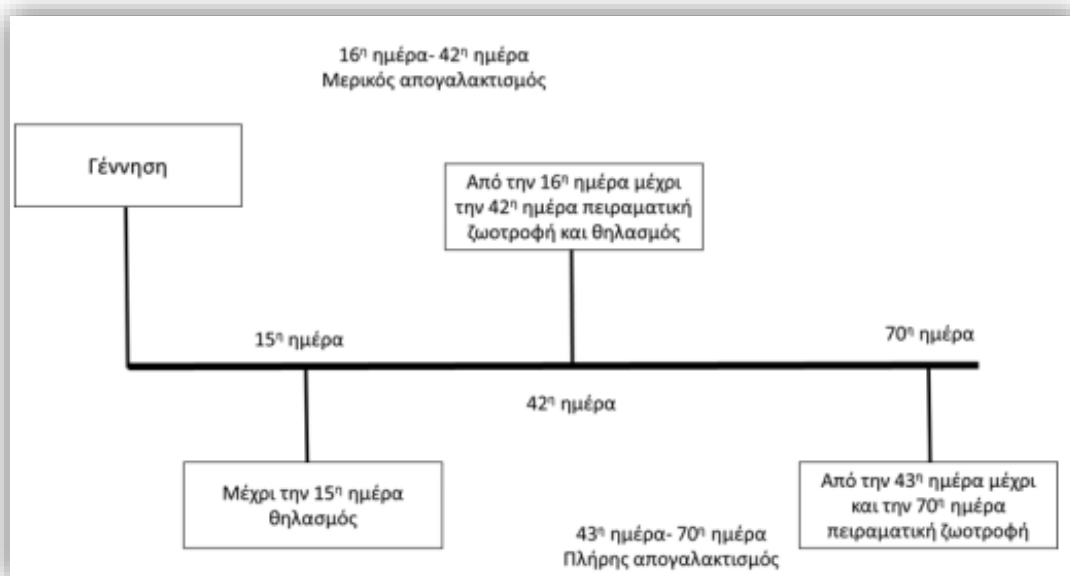 16η ημέρα- 42η ημέρα
Μερικός απογαλακτισμός
Γέννηση
Από την 16η ημέρα μέχρι
την 42η ημέρα πειραματική
ζωοτροφή και θηλασμός
15η ημέρα
70η ημέρα
42η ημέρα
Μέχρι την 15η ημέρα
θηλασμός
Από την 43η ημέρα μέχρι
και την 70η ημέρα
πειραματική ζωοτροφή
43η ημέρα- 70η ημέρα
Πλήρης απογαλακτισμός